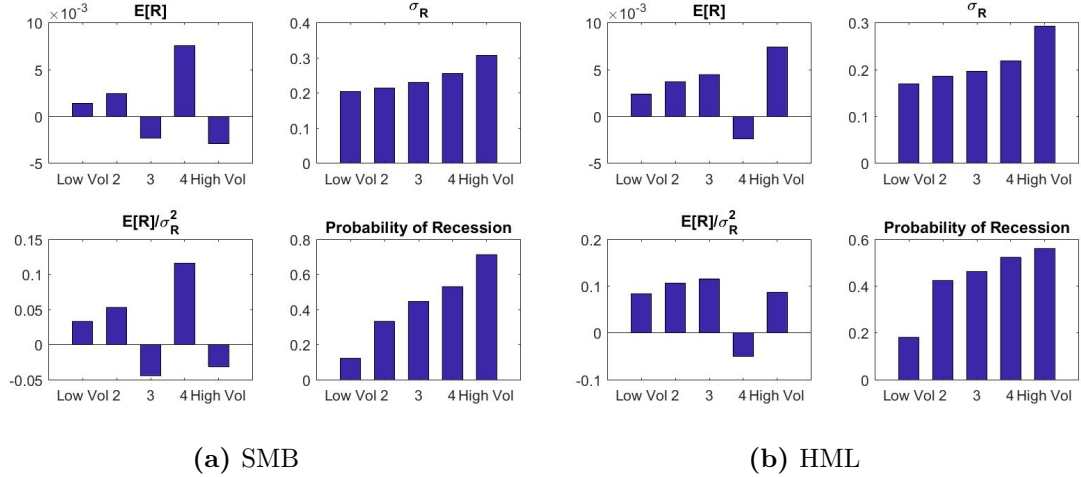 E[R]
×10⁻³
10
5
0
-5
Low Vol 2 3 4 High Vol
σ_R
0.4
0.3
0.2
0.1
0
Low Vol 2 3 4 High Vol
E[R]/σ²_R
0.15
0.1
0.05
0
-0.05
Low Vol 2 3 4 High Vol
Probability of Recession
0.8
0.6
0.4
0.2
0
Low Vol 2 3 4 High Vol
(a) SMB
E[R]
×10⁻³
10
5
0
-5
Low Vol 2 3 4 High Vol
σ_R
0.3
0.2
0.1
0
Low Vol 2 3 4 High Vol
E[R]/σ²_R
0.2
0.1
0
-0.1
Low Vol 2 3 4 High Vol
Probability of Recession
0.6
0.4
0.2
0
Low Vol 2 3 4 High Vol
(b) HML